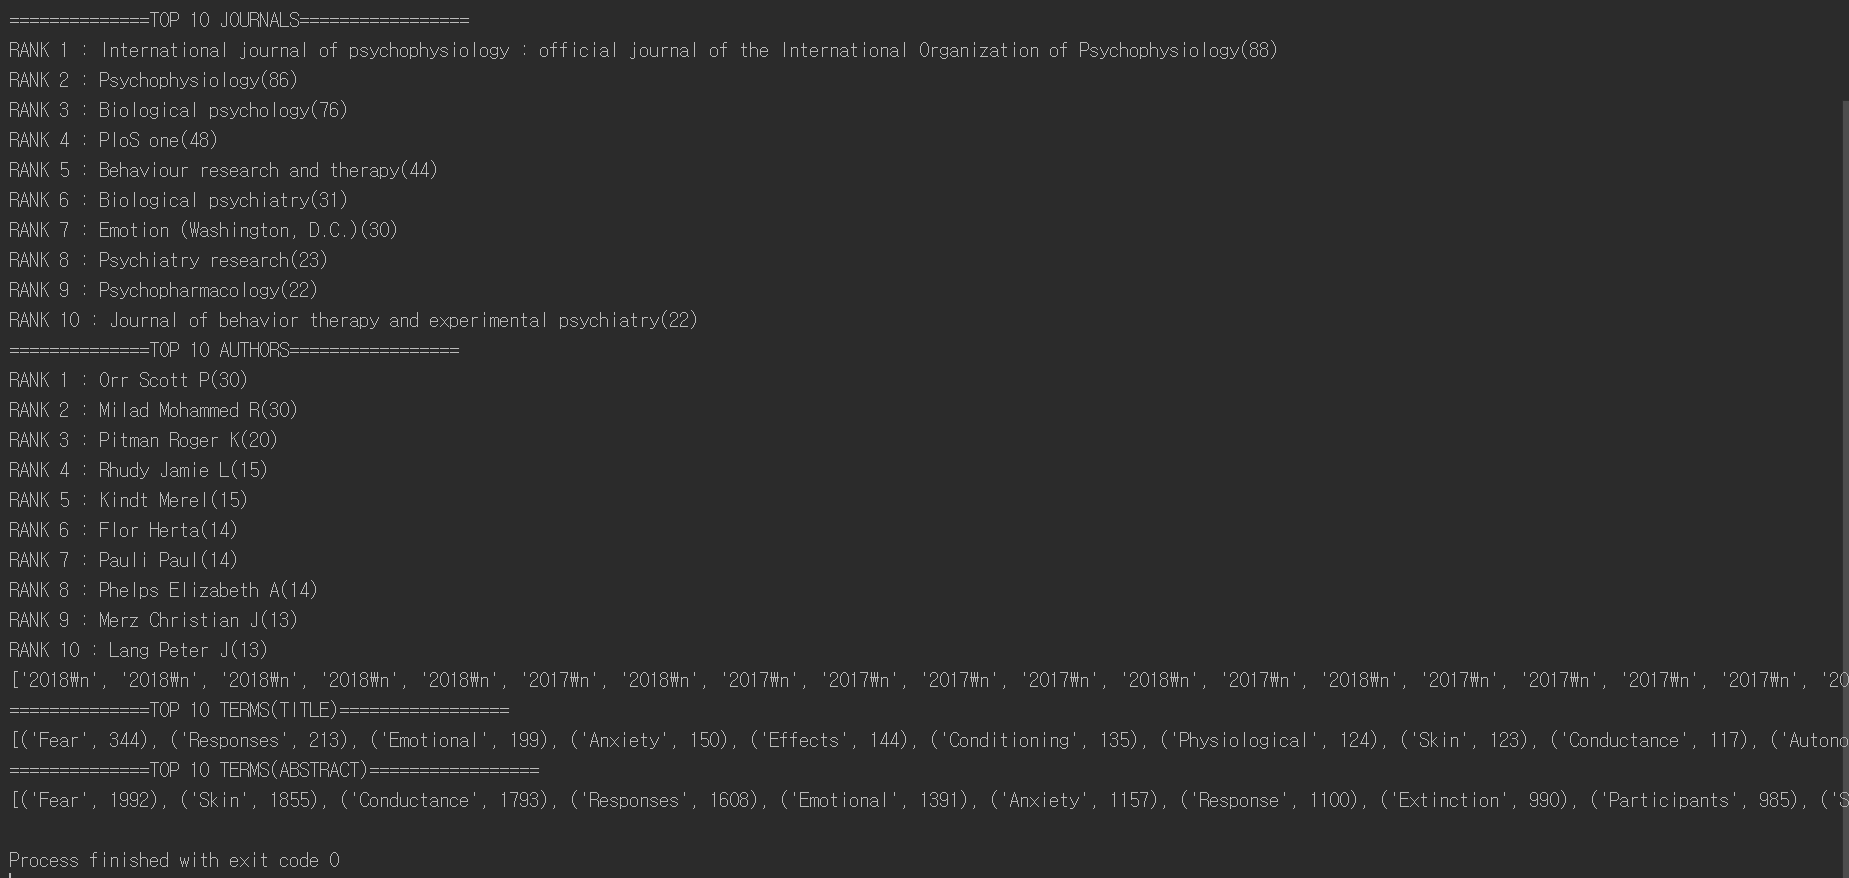 ==============TOP 10 JOURNALS=================
RANK 1 : International journal of psychophysiology : official journal of the International Organization of Psychophysiology(88)
RANK 2 : Psychophysiology(86)
RANK 3 : Biological psychology(76)
RANK 4 : PloS one(48)
RANK 5 : Behaviour research and therapy(44)
RANK 6 : Biological psychiatry(31)
RANK 7 : Emotion (Washington, D.C.)(30)
RANK 8 : Psychiatry research(23)
RANK 9 : Psychopharmacology(22)
RANK 10 : Journal of behavior therapy and experimental psychiatry(22)
==============TOP 10 AUTHORS=================
RANK 1 : Orr Scott P(30)
RANK 2 : Milad Mohammed R(30)
RANK 3 : Pitman Roger K(20)
RANK 4 : Rhudy Jamie L(15)
RANK 5 : Kindt Merel(15)
RANK 6 : Flor Herta(14)
RANK 7 : Pauli Paul(14)
RANK 8 : Phelps Elizabeth A(14)
RANK 9 : Merz Christian J(13)
RANK 10 : Lang Peter J(13)
['2018₩n', '2018₩n', '2018₩n', '2018₩n', '2018₩n', '2017₩n', '2018₩n', '2017₩n', '2017₩n', '2017₩n', '2017₩n', '2018₩n', '2017₩n', '2018₩n', '2017₩n', '2017₩n', '2017₩n', '2017₩n', '20
==============TOP 10 TERMS(TITLE)=================
[('Fear', 344), ('Responses', 213), ('Emotional', 199), ('Anxiety', 150), ('Effects', 144), ('Conditioning', 135), ('Physiological', 124), ('Skin', 123), ('Conductance', 117), ('Autono
==============TOP 10 TERMS(ABSTRACT)=================
[('Fear', 1992), ('Skin', 1855), ('Conductance', 1793), ('Responses', 1608), ('Emotional', 1391), ('Anxiety', 1157), ('Response', 1100), ('Extinction', 990), ('Participants', 985), ('S
Process finished with exit code 0